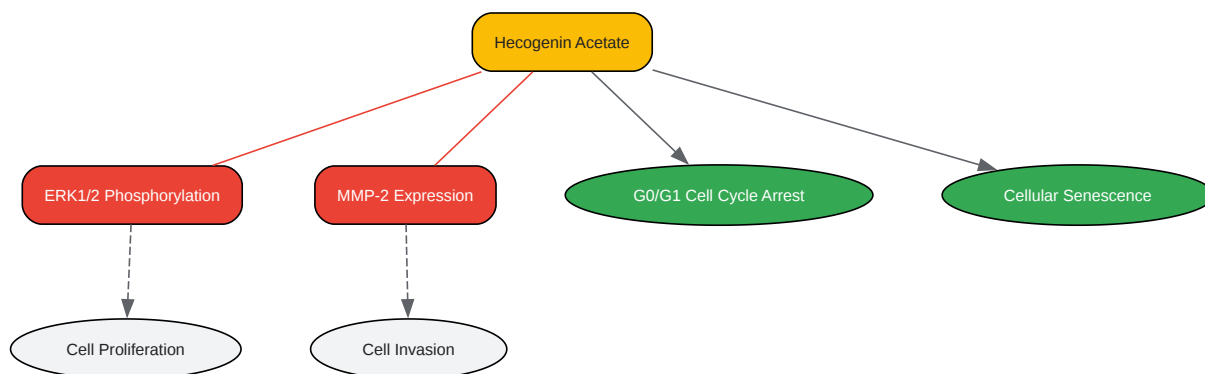 Hecogenin Acetate
ERK1/2 Phosphorylation
MMP-2 Expression
G0/G1 Cell Cycle Arrest
Cellular Senescence
Cell Proliferation
Cell Invasion